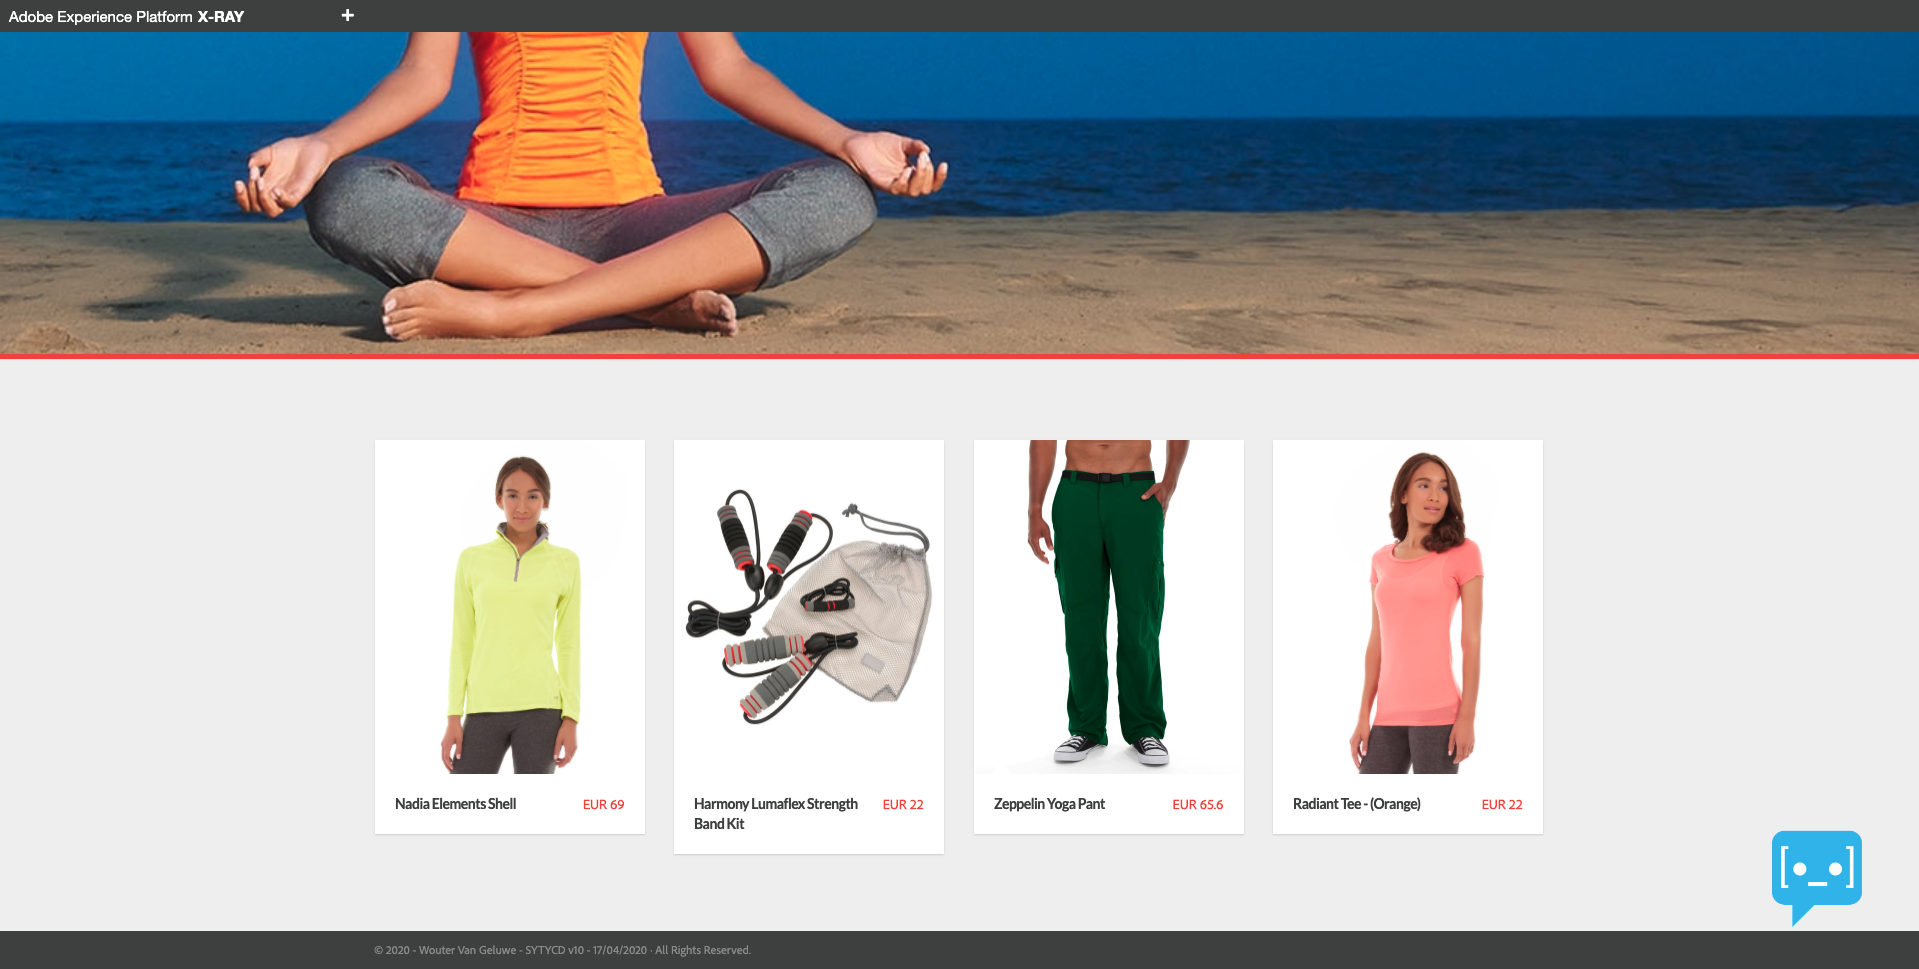 Adobe Experience Platform X-RAY
Nadia Elements Shell
EUR 69
Harmony Lumaflex Strength
Band Kit
EUR 22
Zeppelin Yoga Pant
EUR 65.6
Radiant Tee - (Orange)
EUR 22
© 2020 - Wouter Van Geluwe - SYTYCD v10 - 17/04/2020 · All Rights Reserved.